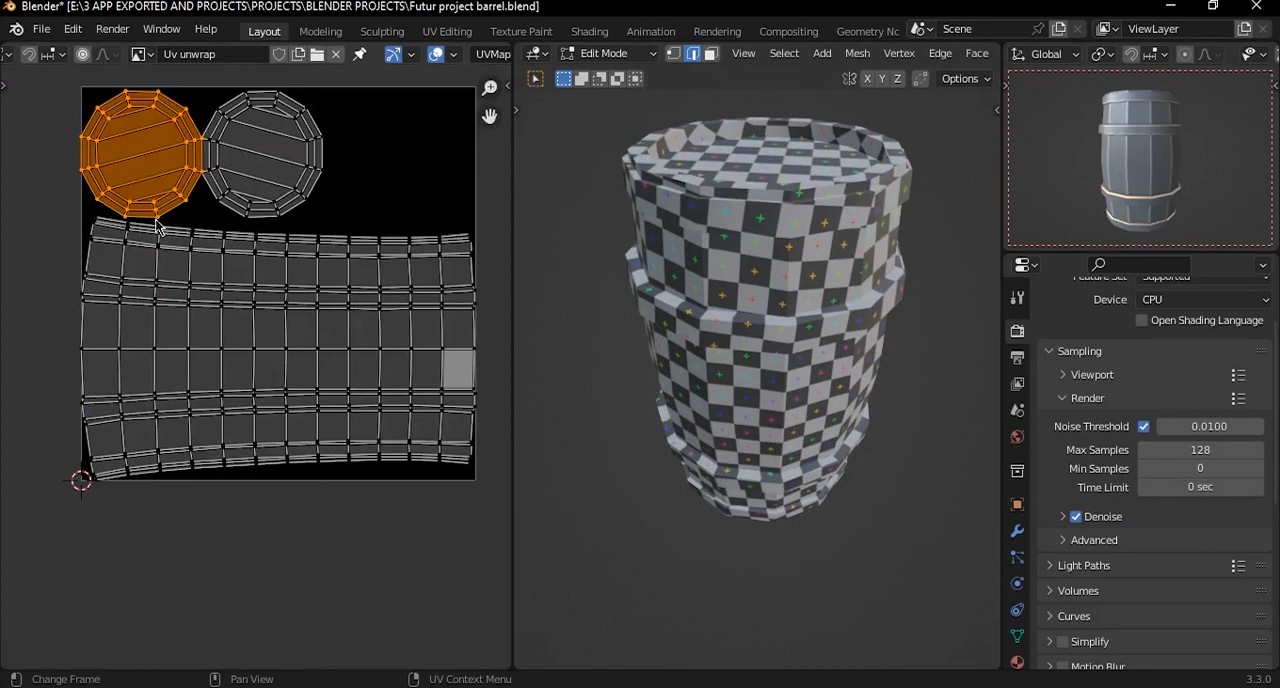 Blender* [E:\3 APP EXPORTED AND PROJECTS\PROJECTS\BLENDER PROJECTS\Futur project barrel.blend]
File Edit Render Window Help Layout Modeling Sculpting UV Editing Texture Paint Shading Animation Rendering Compositing Geometry Nc Scene ViewLayer
Uv unwrap UVMap Edit Mode View Select Add Mesh Vertex Edge Face Global
X Y Z Options
Feature Set Supported
Device CPU
Open Shading Language
Sampling
Viewport
Render
Noise Threshold 0.0100
Max Samples 128
Min Samples 0
Time Limit 0 sec
Denoise
Advanced
Light Paths
Volumes
Curves
Simplify
Motion Blur
Change Frame Pan View UV Context Menu 3.3.0